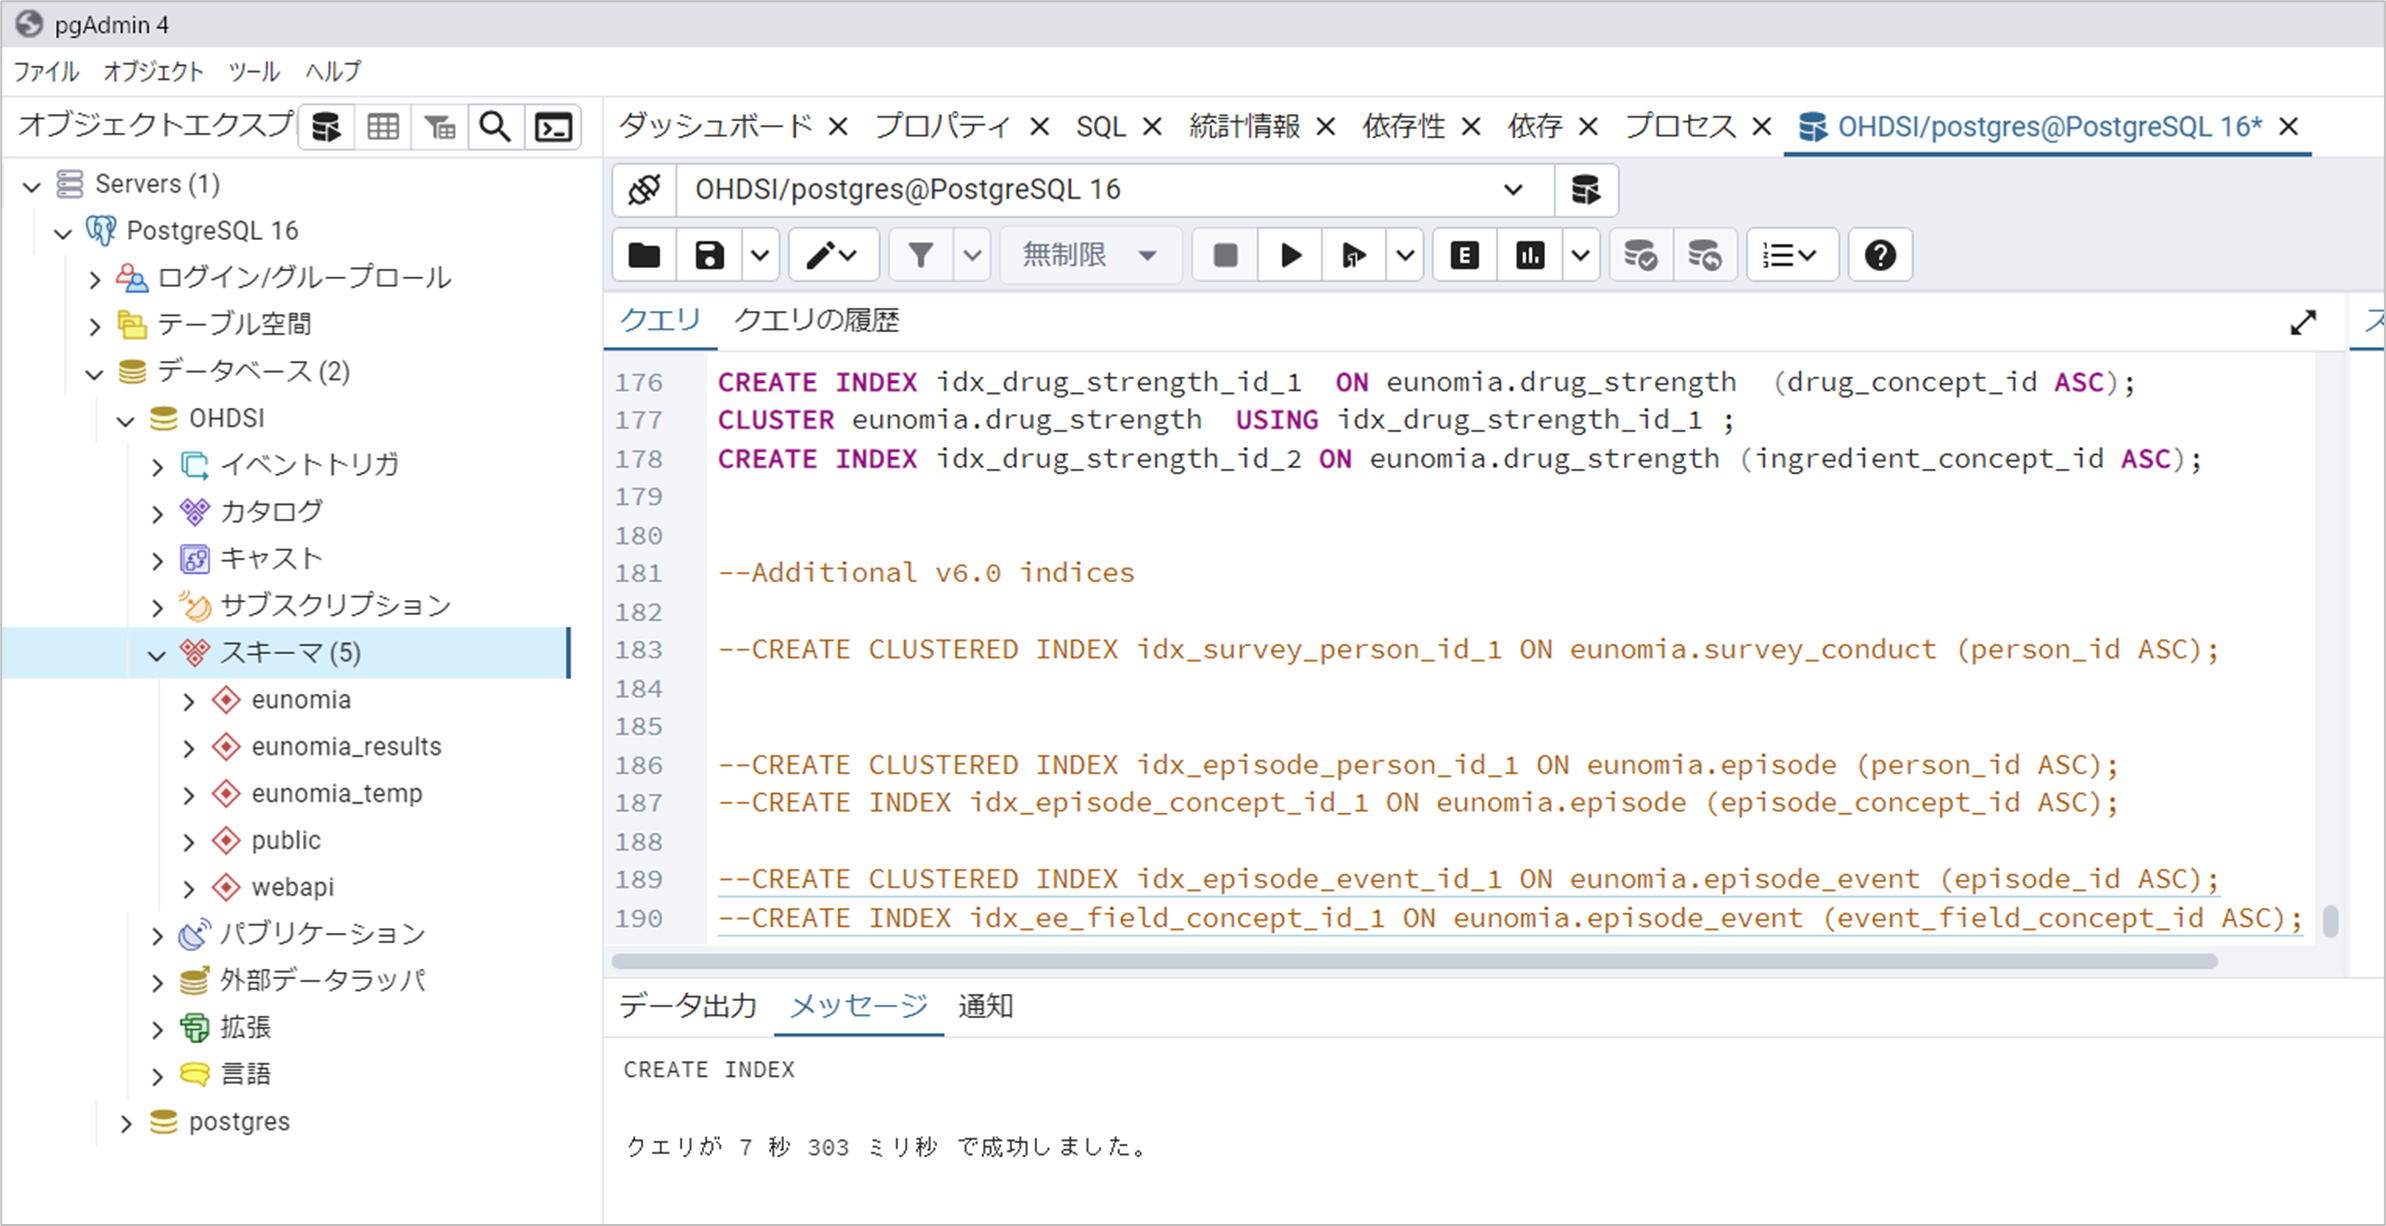 pgAdmin 4
ファイル オブジェクト ツール ヘルプ
オブジェクトエクスプ
ダッシュボード プロパティ SQL 統計情報 依存性 依存 プロセス OHDSI/postgres@PostgreSQL 16*
Servers (1)
PostgreSQL 16
ログイン/グループロール
テーブル空間
データベース (2)
OHDSI
イベントトリガ
カタログ
キャスト
サブスクリプション
スキーマ (5)
eunomia
eunomia_results
eunomia_temp
public
webapi
パブリケーション
外部データラッパ
拡張
言語
postgres
OHDSI/postgres@PostgreSQL 16
無制限 E
クエリ クエリの履歴 ス
176 CREATE INDEX idx_drug_strength_id_1  ON eunomia.drug_strength  (drug_concept_id ASC);
177 CLUSTER eunomia.drug_strength  USING idx_drug_strength_id_1 ;
178 CREATE INDEX idx_drug_strength_id_2 ON eunomia.drug_strength (ingredient_concept_id ASC);
179
180
181 --Additional v6.0 indices
182
183 --CREATE CLUSTERED INDEX idx_survey_person_id_1 ON eunomia.survey_conduct (person_id ASC);
184
185
186 --CREATE CLUSTERED INDEX idx_episode_person_id_1 ON eunomia.episode (person_id ASC);
187 --CREATE INDEX idx_episode_concept_id_1 ON eunomia.episode (episode_concept_id ASC);
188
189 --CREATE CLUSTERED INDEX idx_episode_event_id_1 ON eunomia.episode_event (episode_id ASC);
190 --CREATE INDEX idx_ee_field_concept_id_1 ON eunomia.episode_event (event_field_concept_id ASC);
データ出力 メッセージ 通知
CREATE INDEX
クエリが 7 秒 303 ミリ秒 で成功しました。